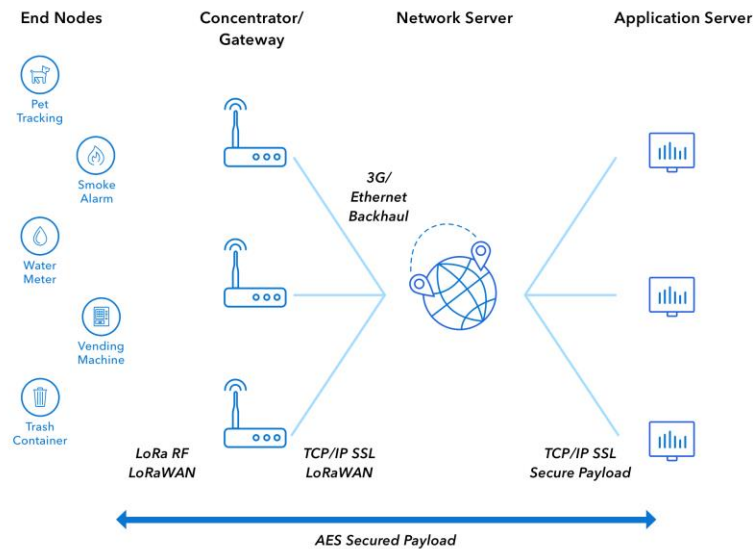 End Nodes
Concentrator/
Gateway
Network Server
Application Server
Pet
Tracking
Smoke
Alarm
3G/
Ethernet
Backhaul
Water
Meter
Vending
Machine
Trash
Container
LoRa RF
LoRaWAN
TCP/IP SSL
LoRaWAN
TCP/IP SSL
Secure Payload
AES Secured Payload